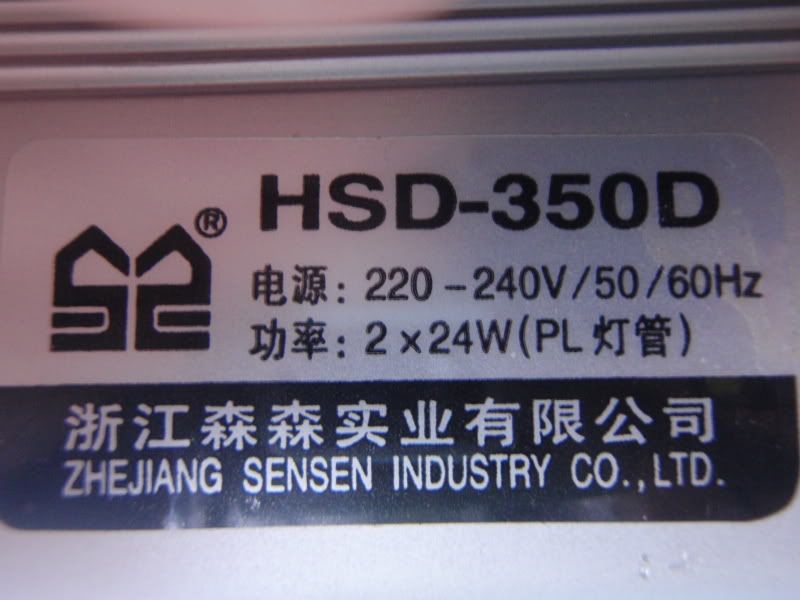 ®
HSD-350D
电源: 220-240V/50/60Hz
功率: 2×24W(PL灯管)
浙江森森实业有限公司
ZHEJIANG SENSEN INDUSTRY CO.,LTD.